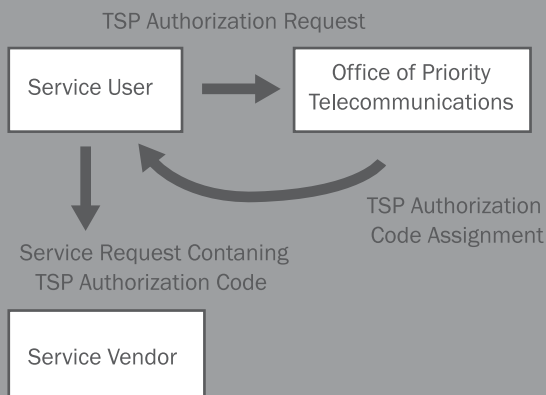 TSP Authorization Request
Service User
Office of Priority
Telecommunications
TSP Authorization
Code Assignment
Service Request Contaning
TSP Authorization Code
Service Vendor